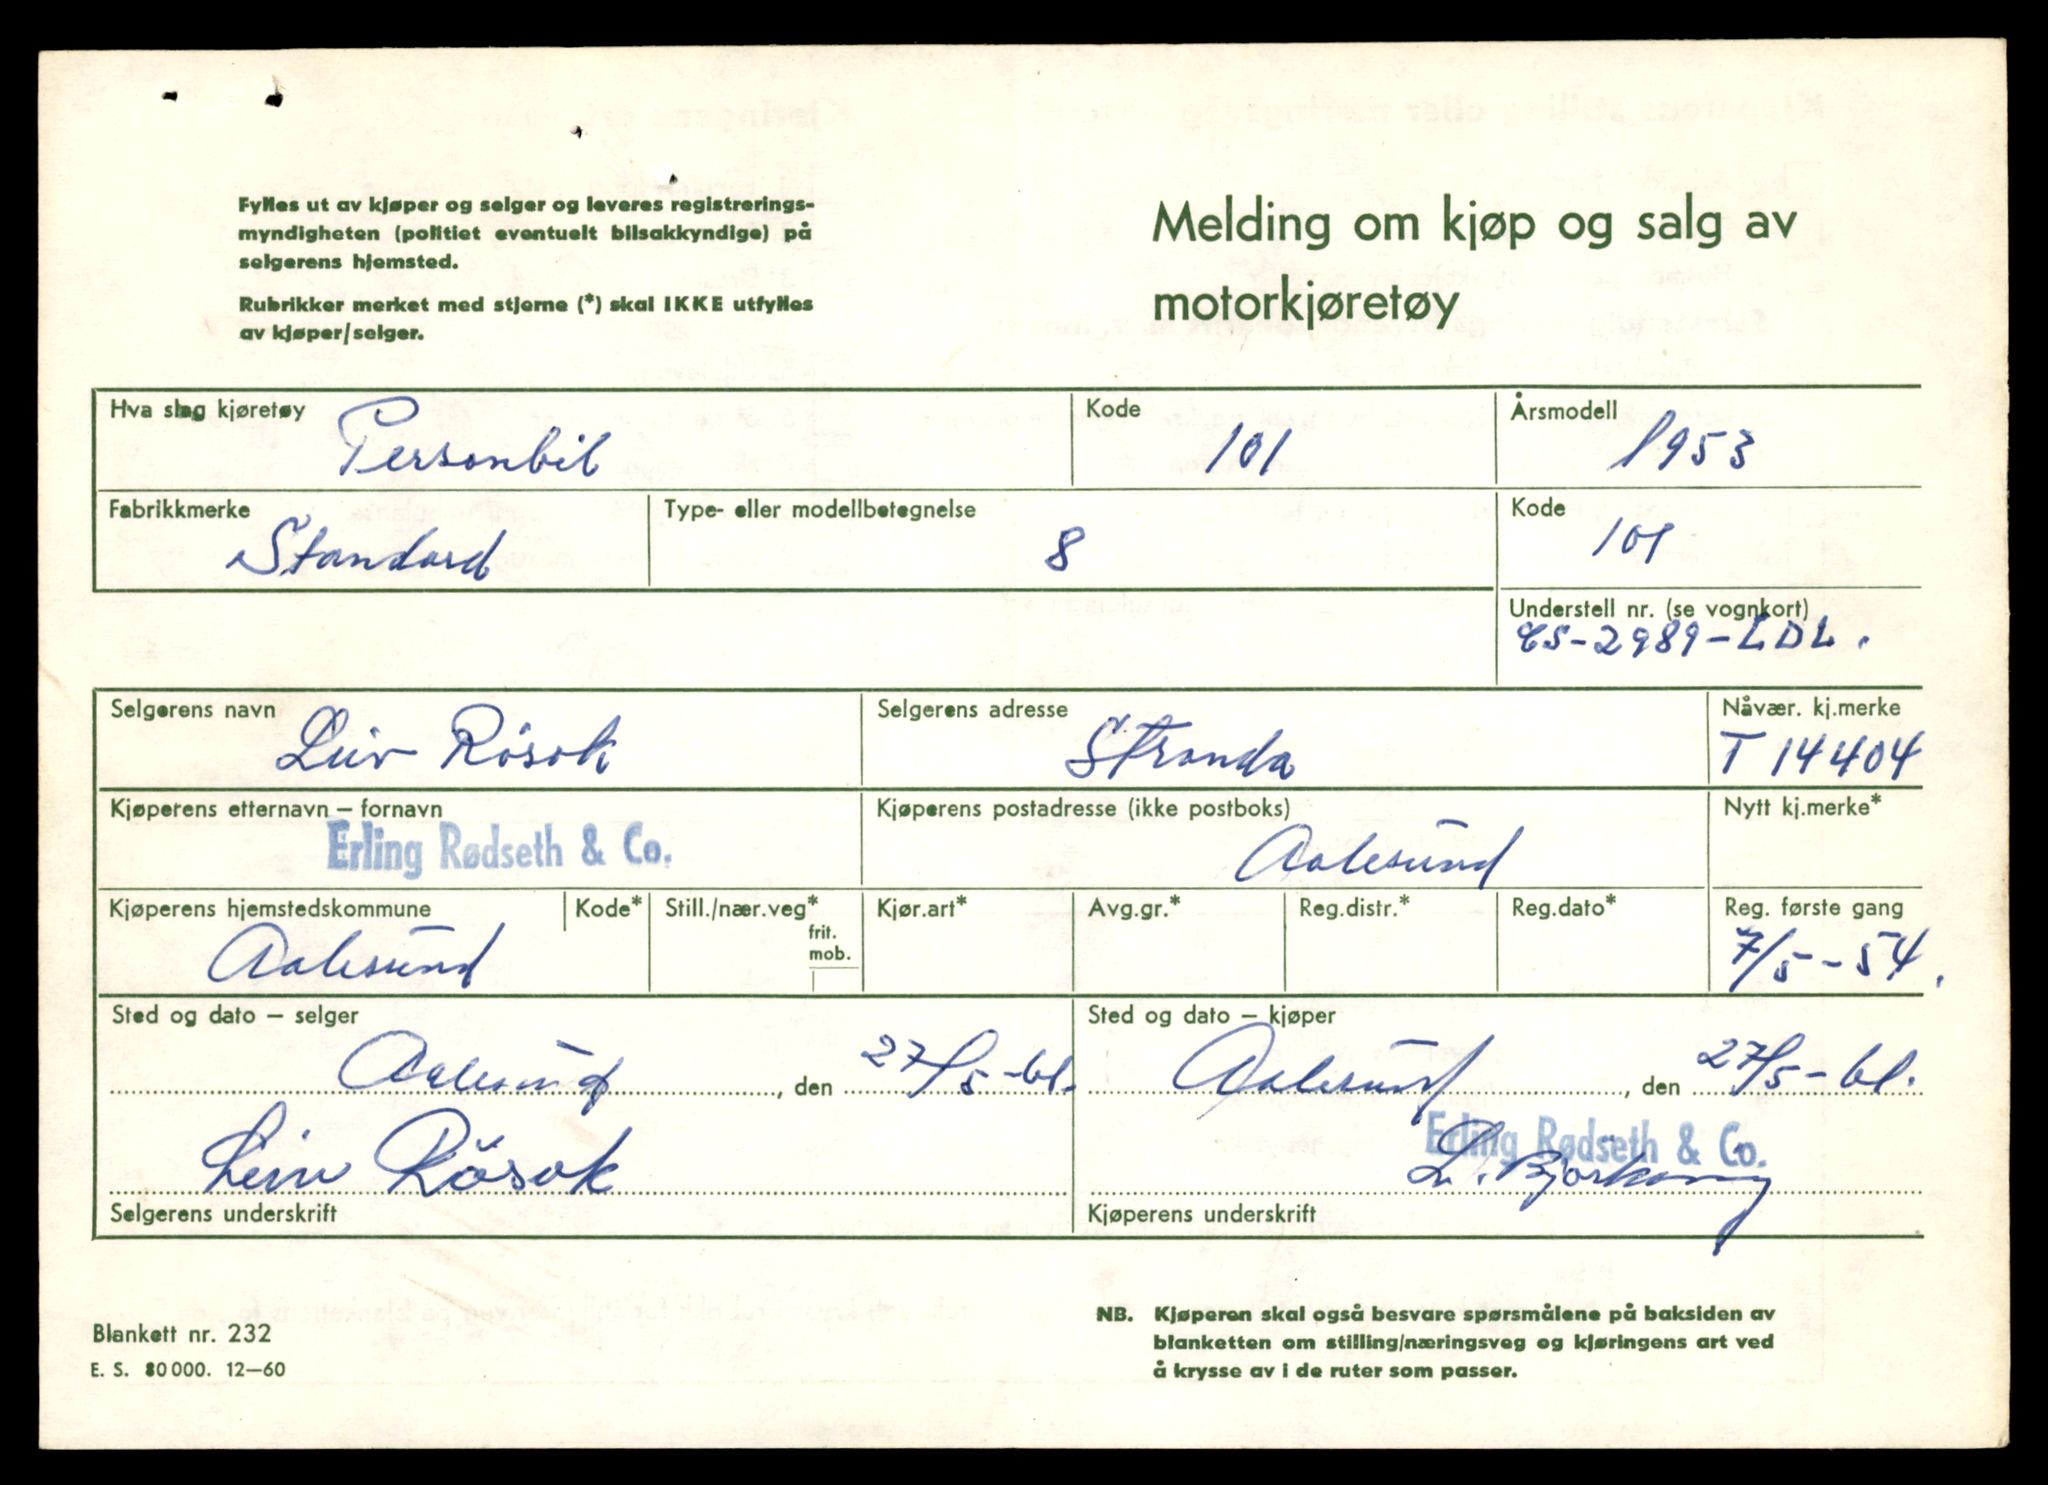 Fylles ut av kjøper og selger og leveres registrerings-
myndigheten (politiet eventuelt bilsakkyndige) på
selgerens hjemsted.
Rubrikker merket med stjerne (*) skal IKKE utfylles
av kjøper/selger.
Melding om kjøp og salg av
motorkjøretøy
Hva slag kjøretøy Personbil
Kode 101
Årsmodell 1953
Fabrikkmerke Standard
Type- eller modellbetegnelse 8
Kode 101
Understell nr. (se vognkort)
-2989-LDL.
Selgerens navn Leiv Røsok
Selgerens adresse Stranda
Nåvær. kj.merke T 14404
Kjøperens etternavn – fornavn
Erling Rødseth & Co.
Kjøperens postadresse (ikke postboks)
Aalesund
Nytt kj.merke*
Kjøperens hjemstedskommune Aalesund
Kode*
Still./nær.veg*
frit.
mob.
Kjør.art*
Avg.gr.*
Reg.distr.*
Reg.dato*
Reg. første gang
7/5-54.
Sted og dato – selger
Aalesund, den 27/5-61.
Leiv Røsok
Selgerens underskrift
Sted og dato – kjøper
Aalesund, den 27/5-61.
Erling Rødseth & Co.
Kjøperens underskrift
Blankett nr. 232
E. S. 80 000. 12—60
NB. Kjøperen skal også besvare spørsmålene på baksiden av
blanketten om stilling/næringsveg og kjøringens art ved
å krysse av i de ruter som passer.